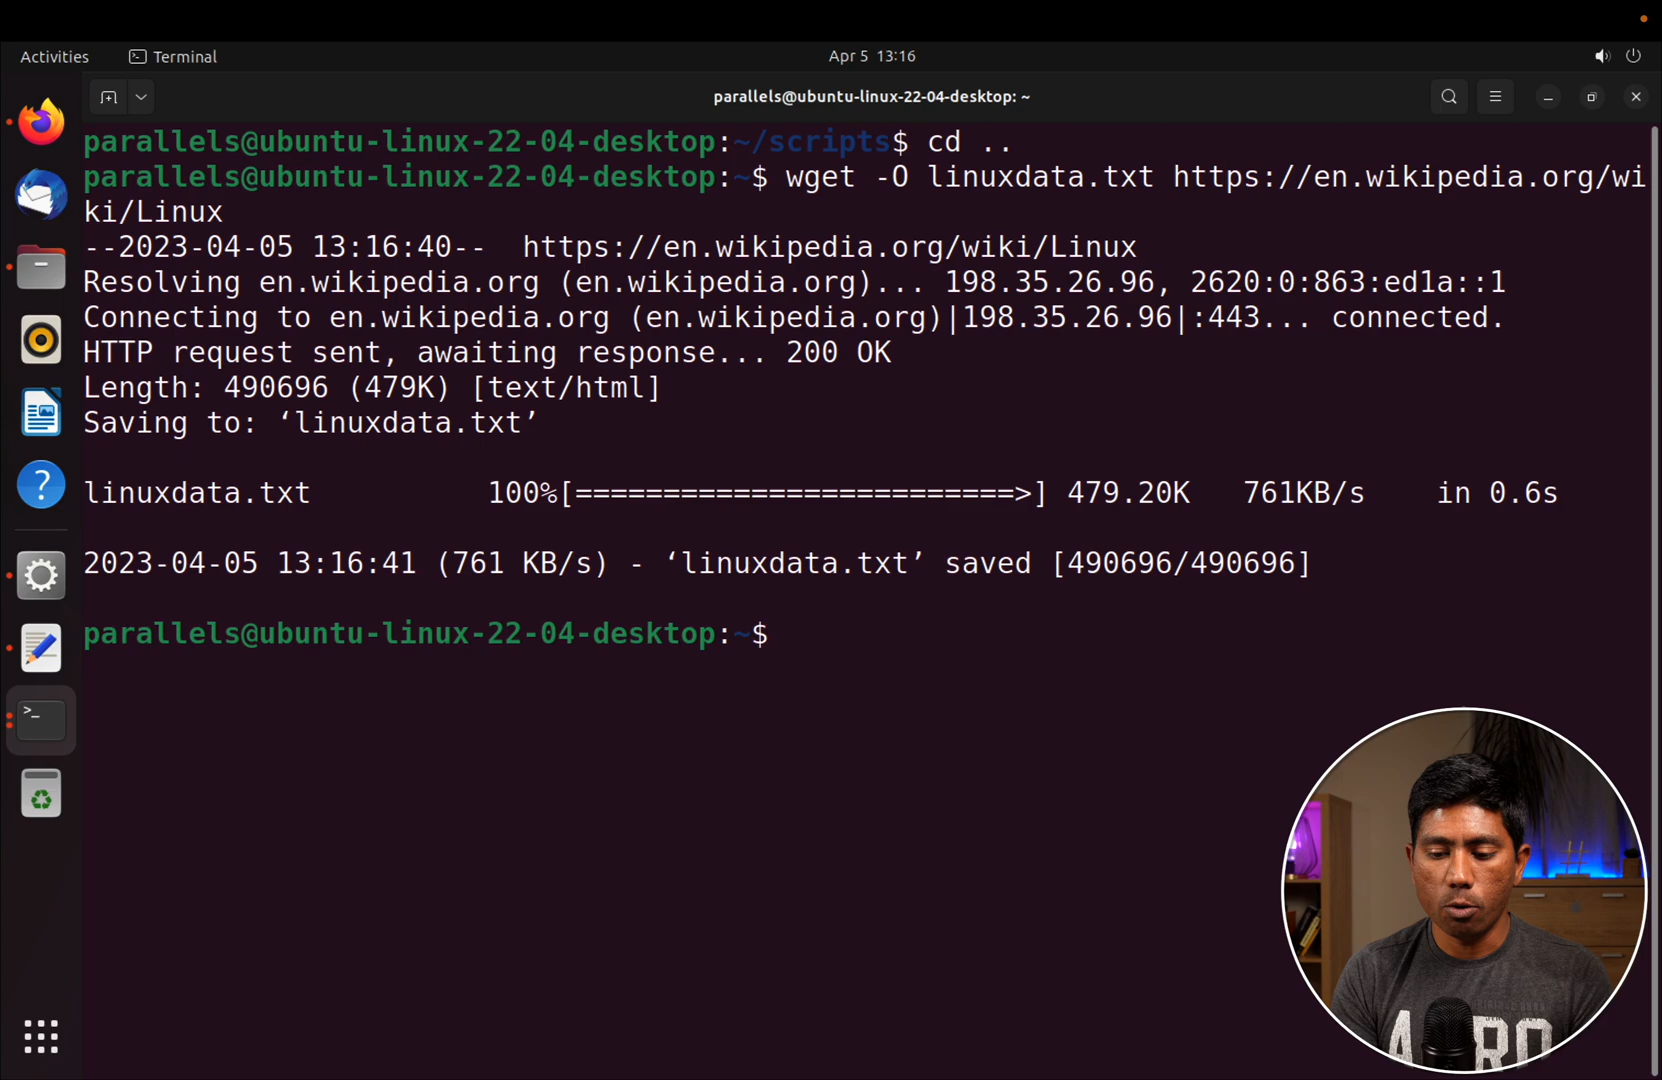 Activities Terminal Apr 5 13:16
parallels@ubuntu-linux-22-04-desktop: ~
parallels@ubuntu-linux-22-04-desktop:~/scripts$ cd ..
parallels@ubuntu-linux-22-04-desktop:~$ wget -O linuxdata.txt https://en.wikipedia.org/wi
ki/Linux
--2023-04-05 13:16:40--  https://en.wikipedia.org/wiki/Linux
Resolving en.wikipedia.org (en.wikipedia.org)... 198.35.26.96, 2620:0:863:ed1a::1
Connecting to en.wikipedia.org (en.wikipedia.org)|198.35.26.96|:443... connected.
HTTP request sent, awaiting response... 200 OK
Length: 490696 (479K) [text/html]
Saving to: ‘linuxdata.txt’
linuxdata.txt 100%[=========================>] 479.20K 761KB/s in 0.6s
2023-04-05 13:16:41 (761 KB/s) - ‘linuxdata.txt’ saved [490696/490696]
parallels@ubuntu-linux-22-04-desktop:~$